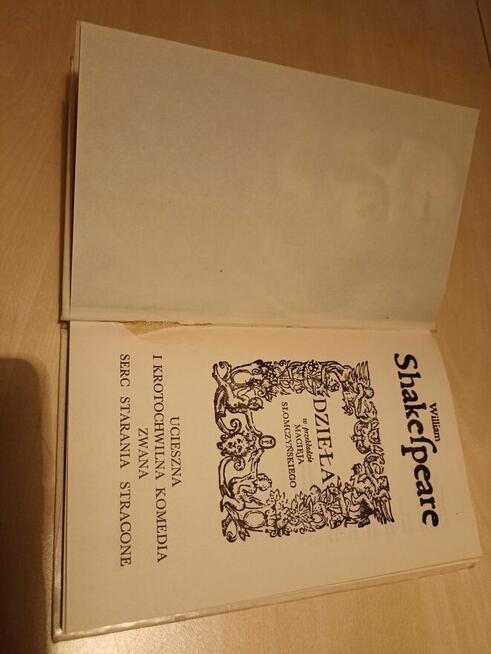 William
Shakeſpeare
DZIEŁA
w przekładzie
MACIEJA
SŁOMCZYŃSKIEGO
UCIESZNA
I KROTOCHWILNA KOMEDIA
ZWANA
SERC STARANIA STRACONE